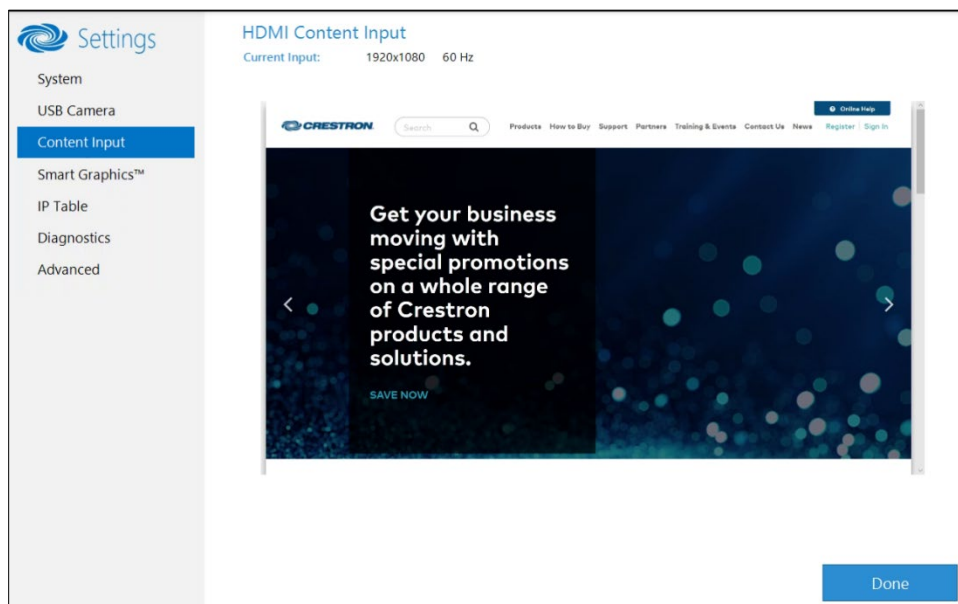 Settings
System
USB Camera
Content Input
Smart Graphics™
IP Table
Diagnostics
Advanced
HDMI Content Input
Current Input: 1920x1080 60 Hz
Online Help
CRESTRON Search Products How to Buy Support Partners Training & Events Contact Us News Register Sign In
Get your business
moving with
special promotions
on a whole range
of Crestron
products and
solutions.
SAVE NOW
Done